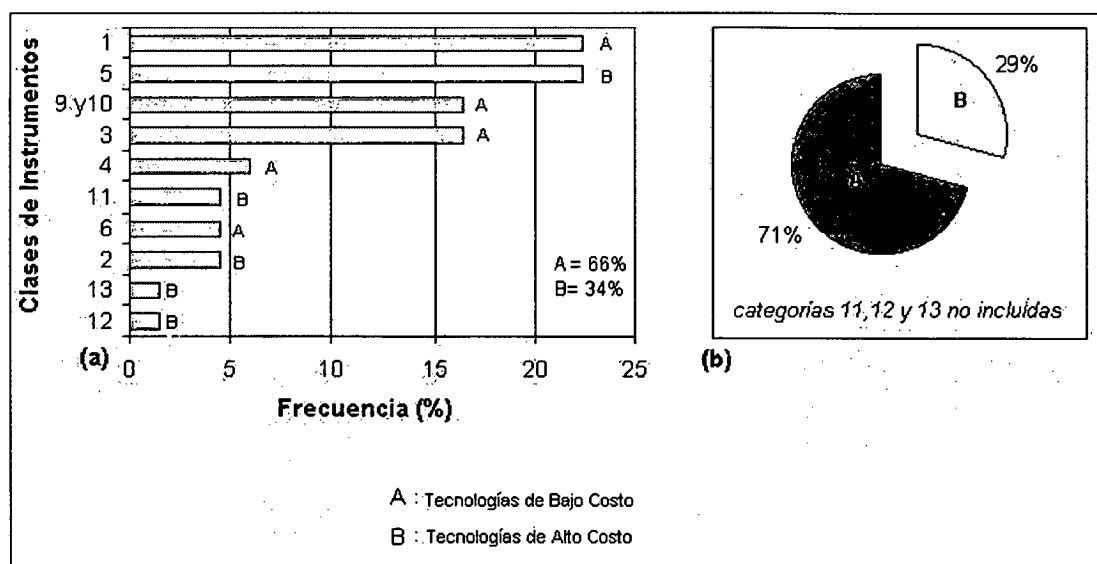 Clases de Instrumentos
1
A
5
B
9 y10
A
3
A
4
A
11
B
6
A
2
B
13
B
12
B
A = 66%
B= 34%
(a)
0 5 10 15 20 25
Frecuencia (%)
29%
B
A
71%
categorías 11,12 y 13 no incluídas
(b)
A : Tecnologías de Bajo Costo
B : Tecnologías de Alto Costo